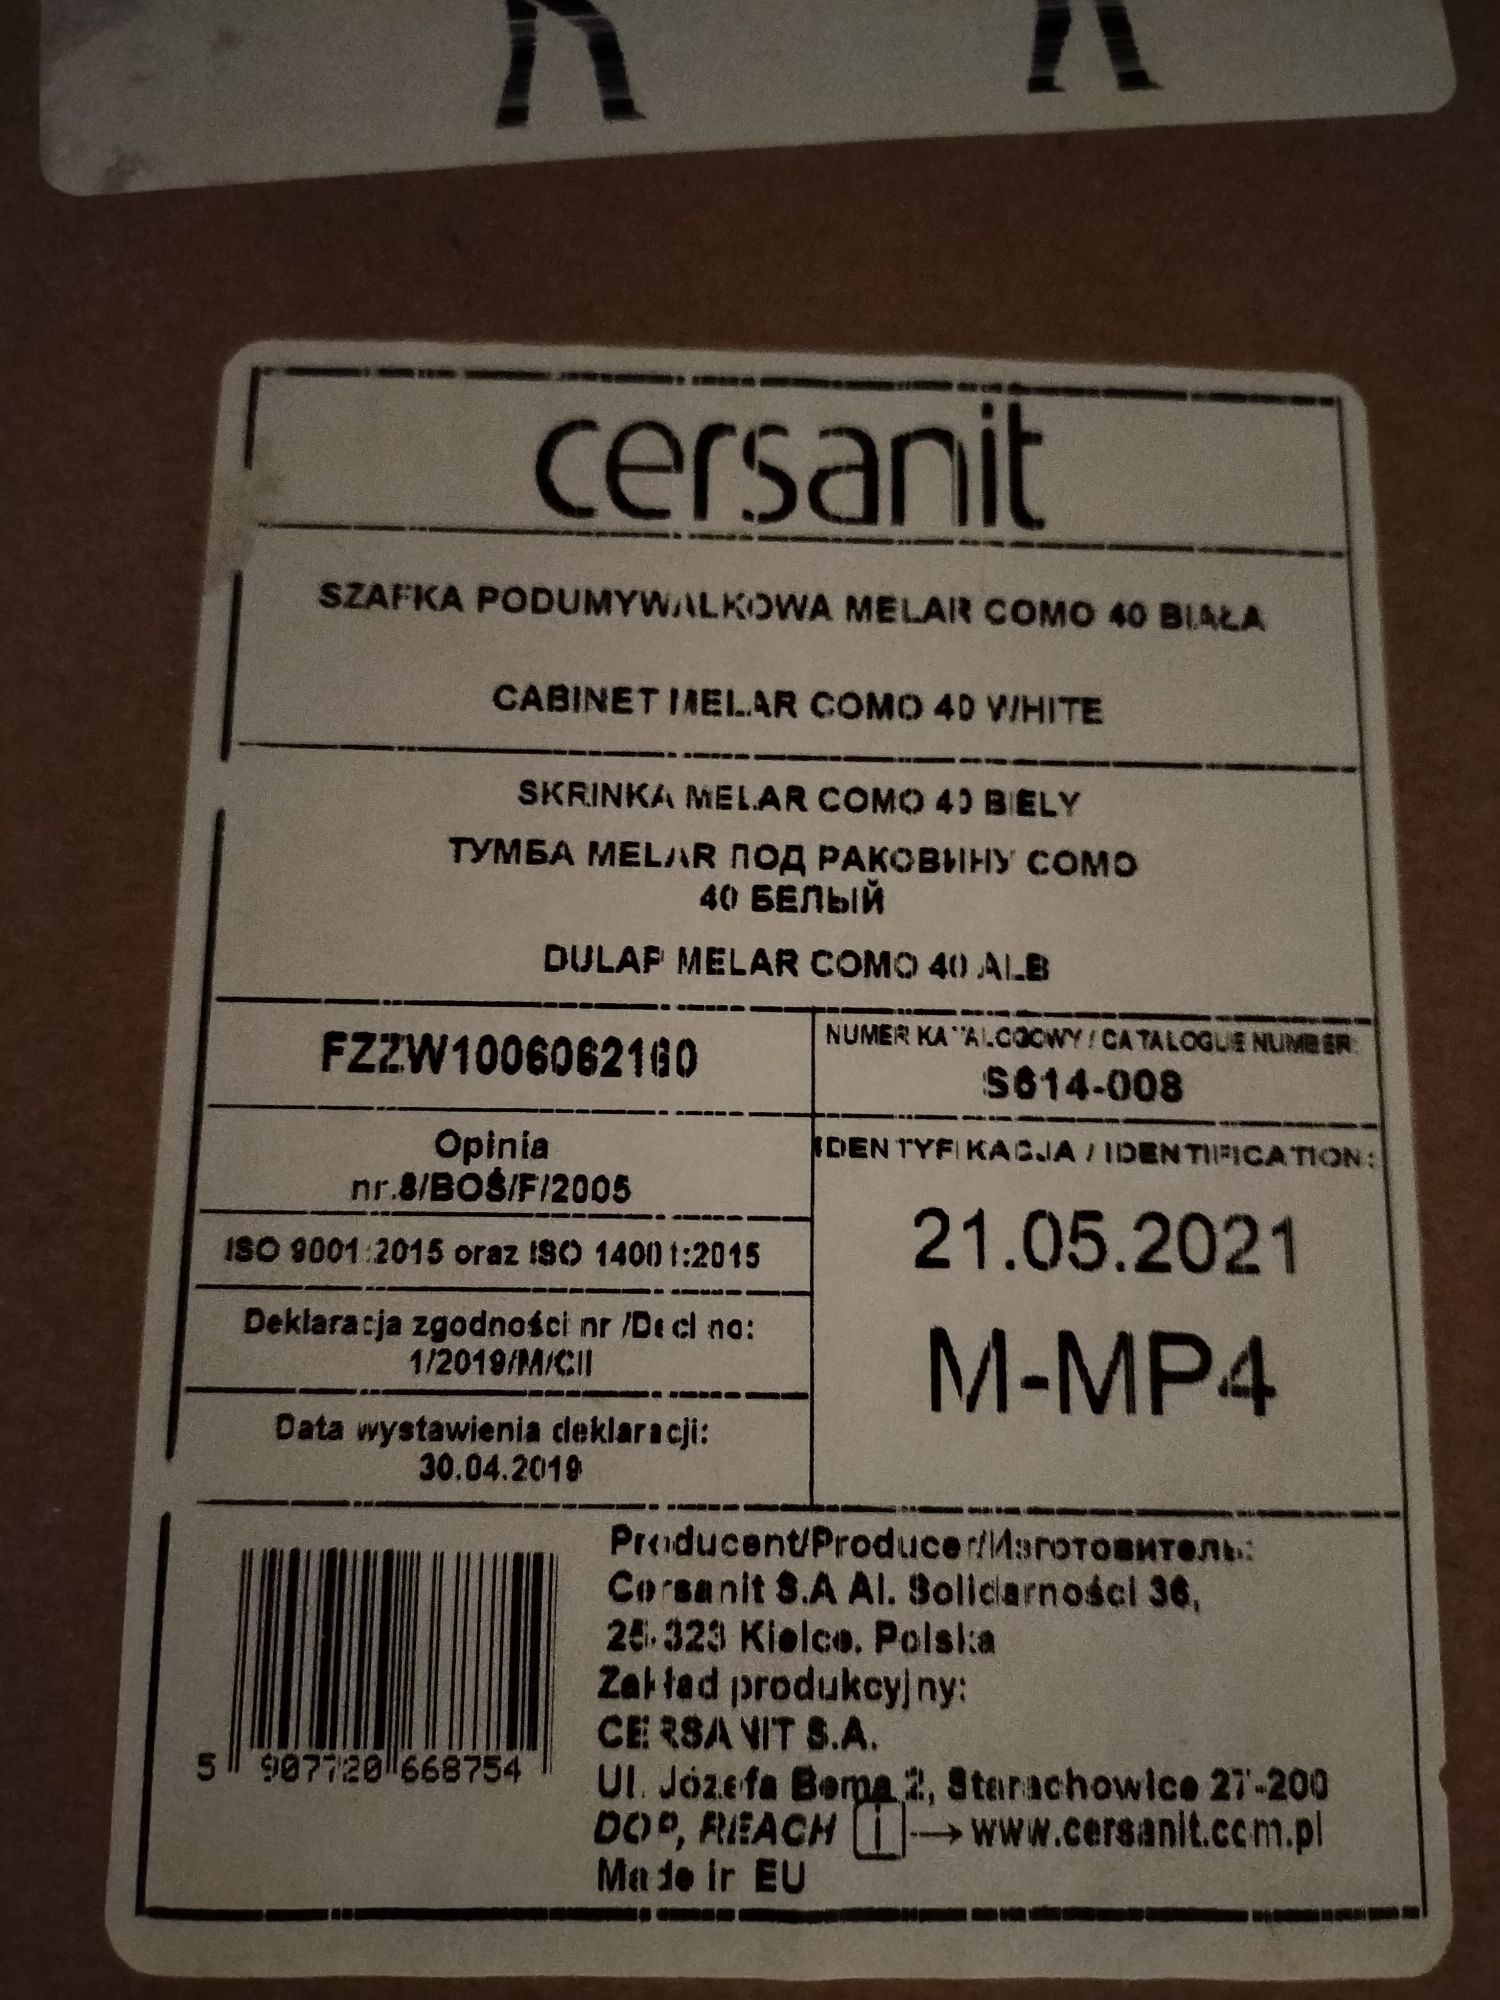 cersanit
SZAFKA PODUMYWALKOWA MELAR COMO 40 BIAŁA
CABINET MELAR COMO 40 WHITE
SKRINKA MELAR COMO 40 BIELY
ТУМБА MELAR ПОД РАКОВИНУ COMO
40 БЕЛЫЙ
DULAP MELAR COMO 40 ALB
FZZW1006062160
NUMER KATALOGOWY / CATALOGUE NUMBER:
S614-008
Opinia
nr.8/BOŚ/F/2005
IDENTYFIKACJA / IDENTIFICATION:
ISO 9001:2015 oraz ISO 14001:2015
21.05.2021
Deklaracja zgodności nr /Decl no:
1/2019/M/CII
M-MP4
Data wystawienia deklaracji:
30.04.2019
Producent/Producer/Изготовитель:
Cersanit S.A Al. Solidarności 36,
25-323 Kielce. Polska
Zakład produkcyjny:
CERSANIT S.A.
Ul. Józefa Bema 2, Starachowice 27-200
DOP, REACH i → www.cersanit.com.pl
Made in EU
5 907720 668754